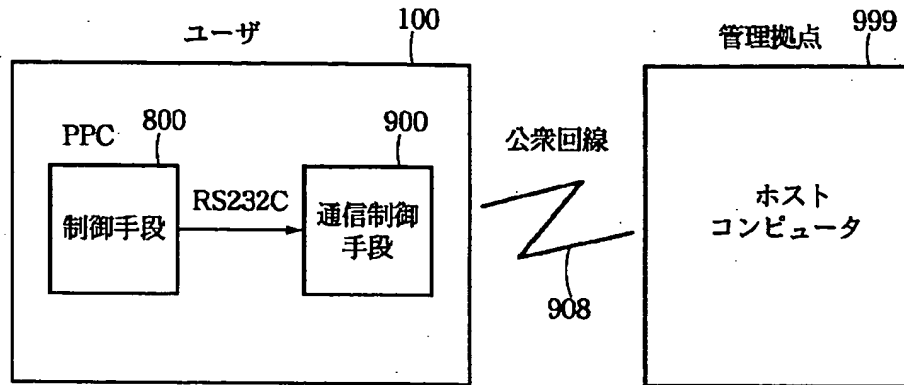 ユーザ
100
管理拠点
999
PPC
800
900
公衆回線
RS232C
制御手段
通信制御
手段
ホスト
コンピュータ
908